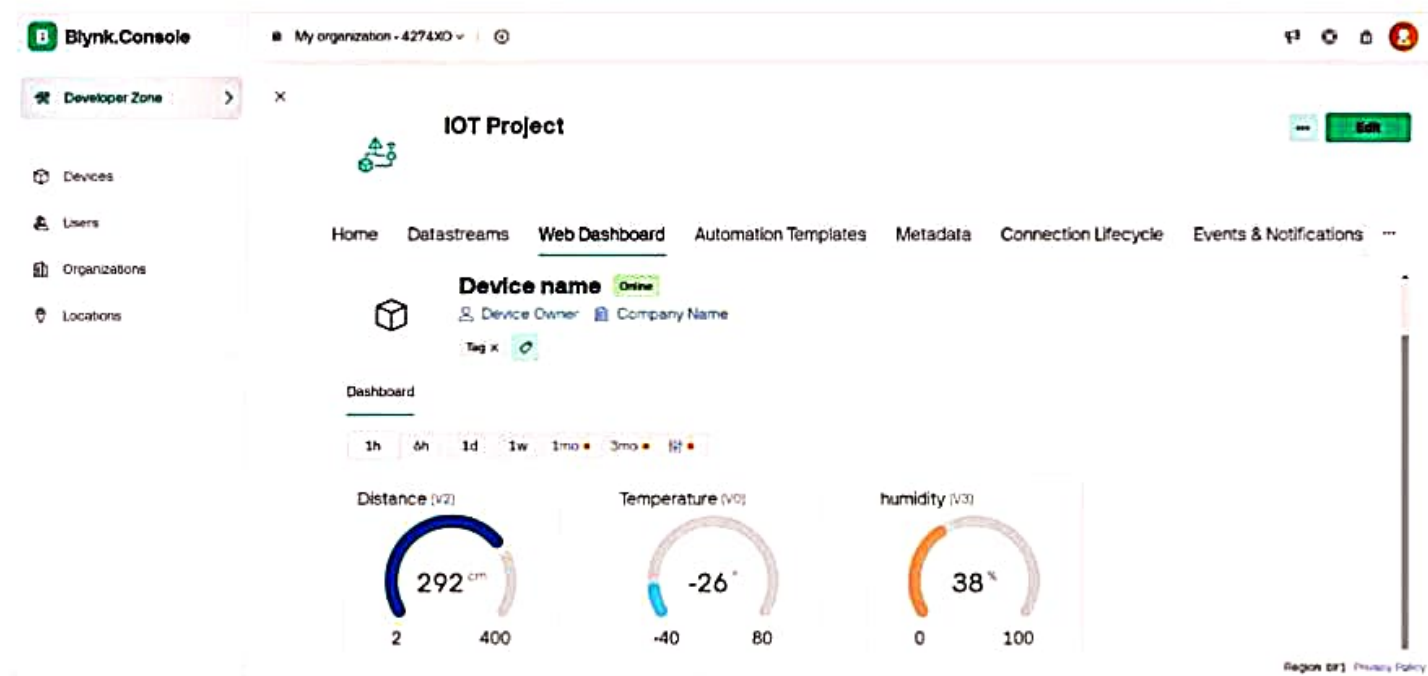 Blynk.Console
My organization - 4274XO
Developer Zone
IOT Project
Edit
Devices
Users
Organizations
Locations
Home Datastreams Web Dashboard Automation Templates Metadata Connection Lifecycle Events & Notifications
Device name Online
Device Owner Company Name
Tag ×
Dashboard
1h 6h 1d 1w 1mo 3mo
Distance (V2) Temperature (V0) humidity (V3)
292 cm -26 ° 38 %
2 400 -40 80 0 100
Region: Privacy Policy